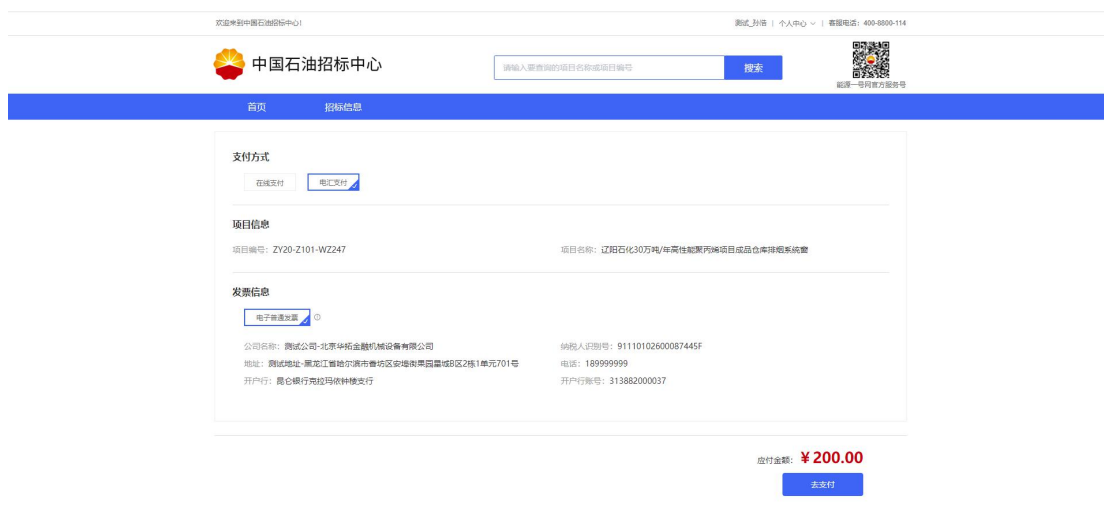 欢迎来到中国石油招标中心!
测试_孙浩 | 个人中心 | 客服电话：400-8800-114
中国石油招标中心
请输入要查询的项目名称或项目编号
搜索
能源一号网官方服务号
首页 招标信息
支付方式
在线支付 电汇支付
项目信息
项目编号：ZY20-Z101-WZ247 项目名称：辽阳石化30万吨/年高性能聚丙烯项目成品仓库排烟系统窗
发票信息
电子普通发票
公司名称：测试公司-北京华拓金融机械设备有限公司 纳税人识别号：91110102600087445F
地址：测试地址-黑龙江省哈尔滨市香坊区安埠街果园星城B区2栋1单元701号 电话：189999999
开户行：昆仑银行克拉玛依钟楼支行 开户行账号：313882000037
应付金额：¥200.00
去支付